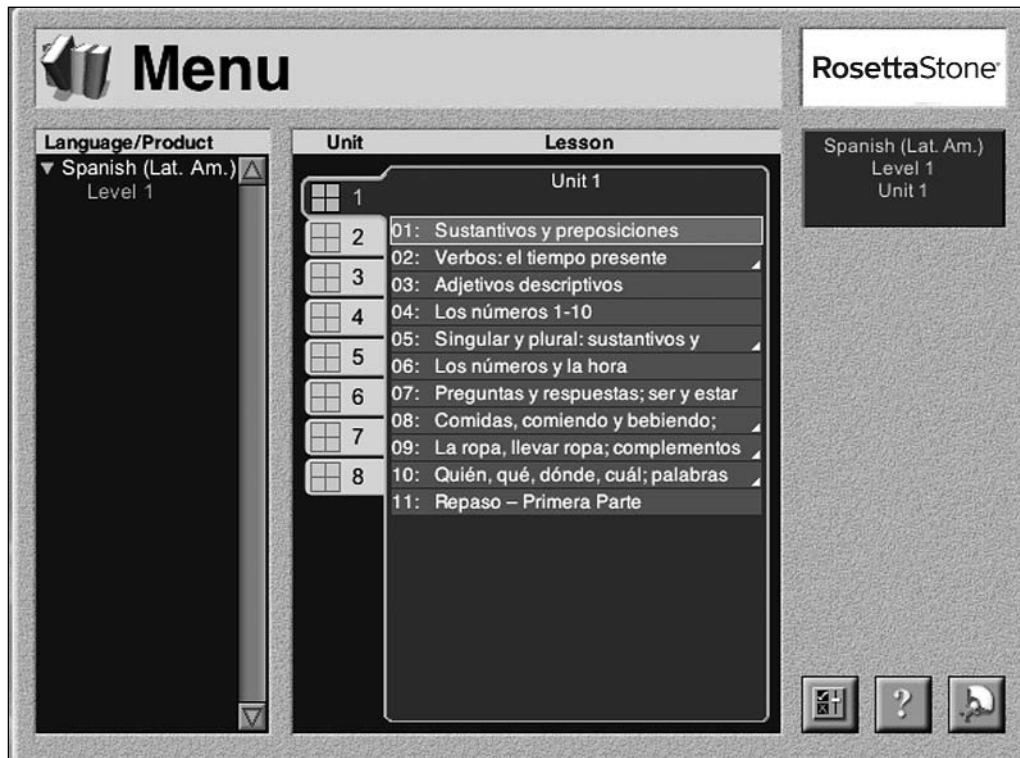 Menu
RosettaStone
Language/Product
Spanish (Lat. Am.)
Level 1
Unit
Lesson
1
2
3
4
5
6
7
8
Unit 1
01: Sustantivos y preposiciones
02: Verbos: el tiempo presente
03: Adjetivos descriptivos
04: Los números 1-10
05: Singular y plural: sustantivos y
06: Los números y la hora
07: Preguntas y respuestas; ser y estar
08: Comidas, comiendo y bebiendo;
09: La ropa, llevar ropa; complementos
10: Quién, qué, dónde, cuál; palabras
11: Repaso – Primera Parte
Spanish (Lat. Am.)
Level 1
Unit 1
?